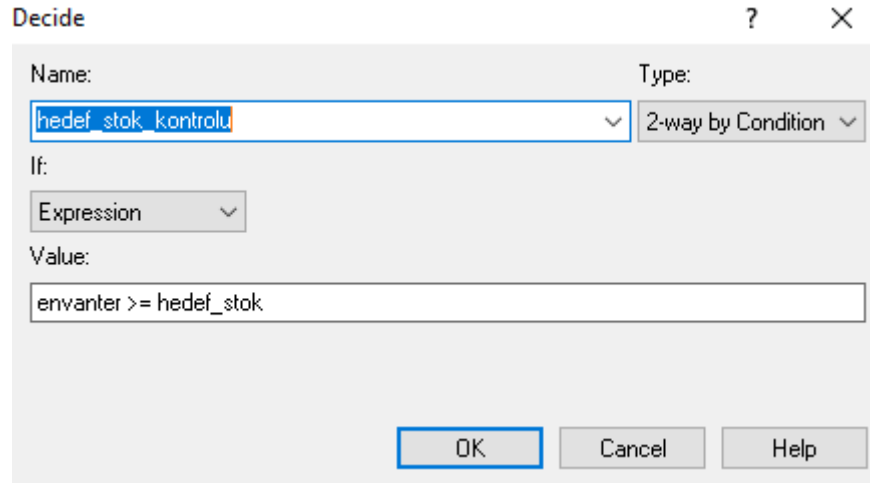 Decide
Name: Type:
hedef_stok_kontrolu 2-way by Condition
If:
Expression
Value:
envanter >= hedef_stok
OK Cancel Help